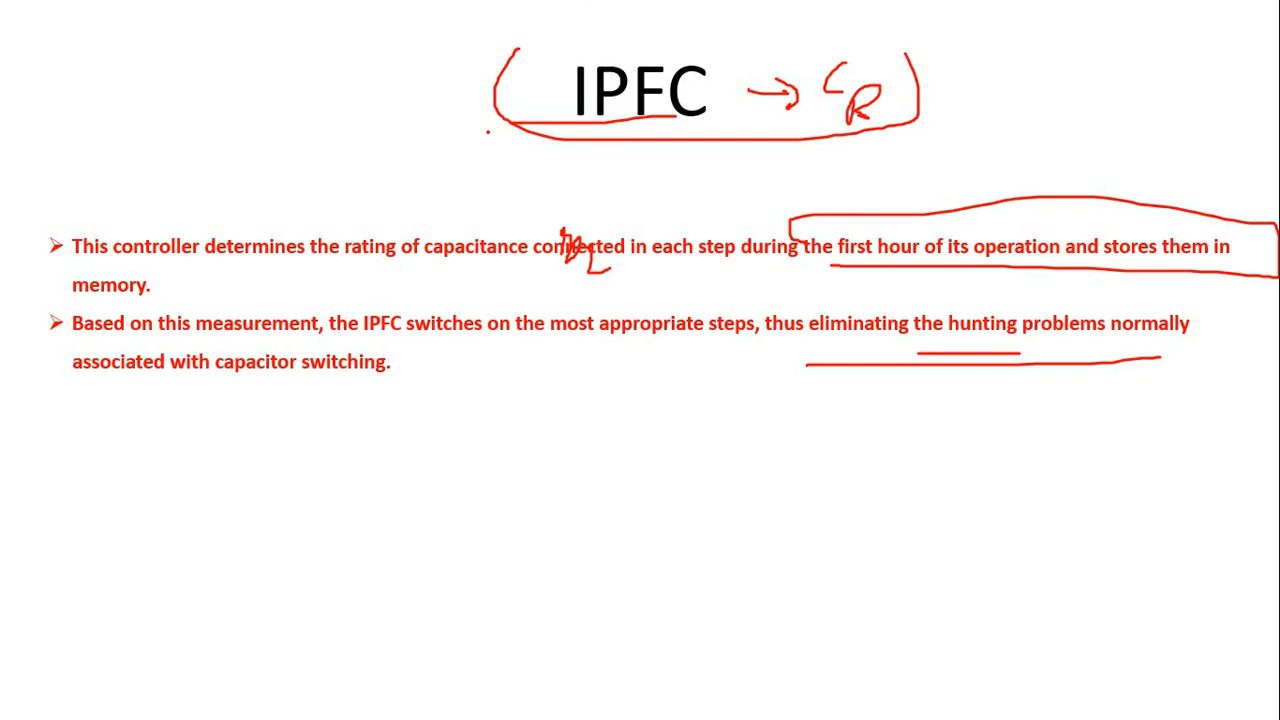 IPFC → C R
➢ This controller determines the rating of capacitance connected in each step during the first hour of its operation and stores them in
memory.
➢ Based on this measurement, the IPFC switches on the most appropriate steps, thus eliminating the hunting problems normally
associated with capacitor switching.